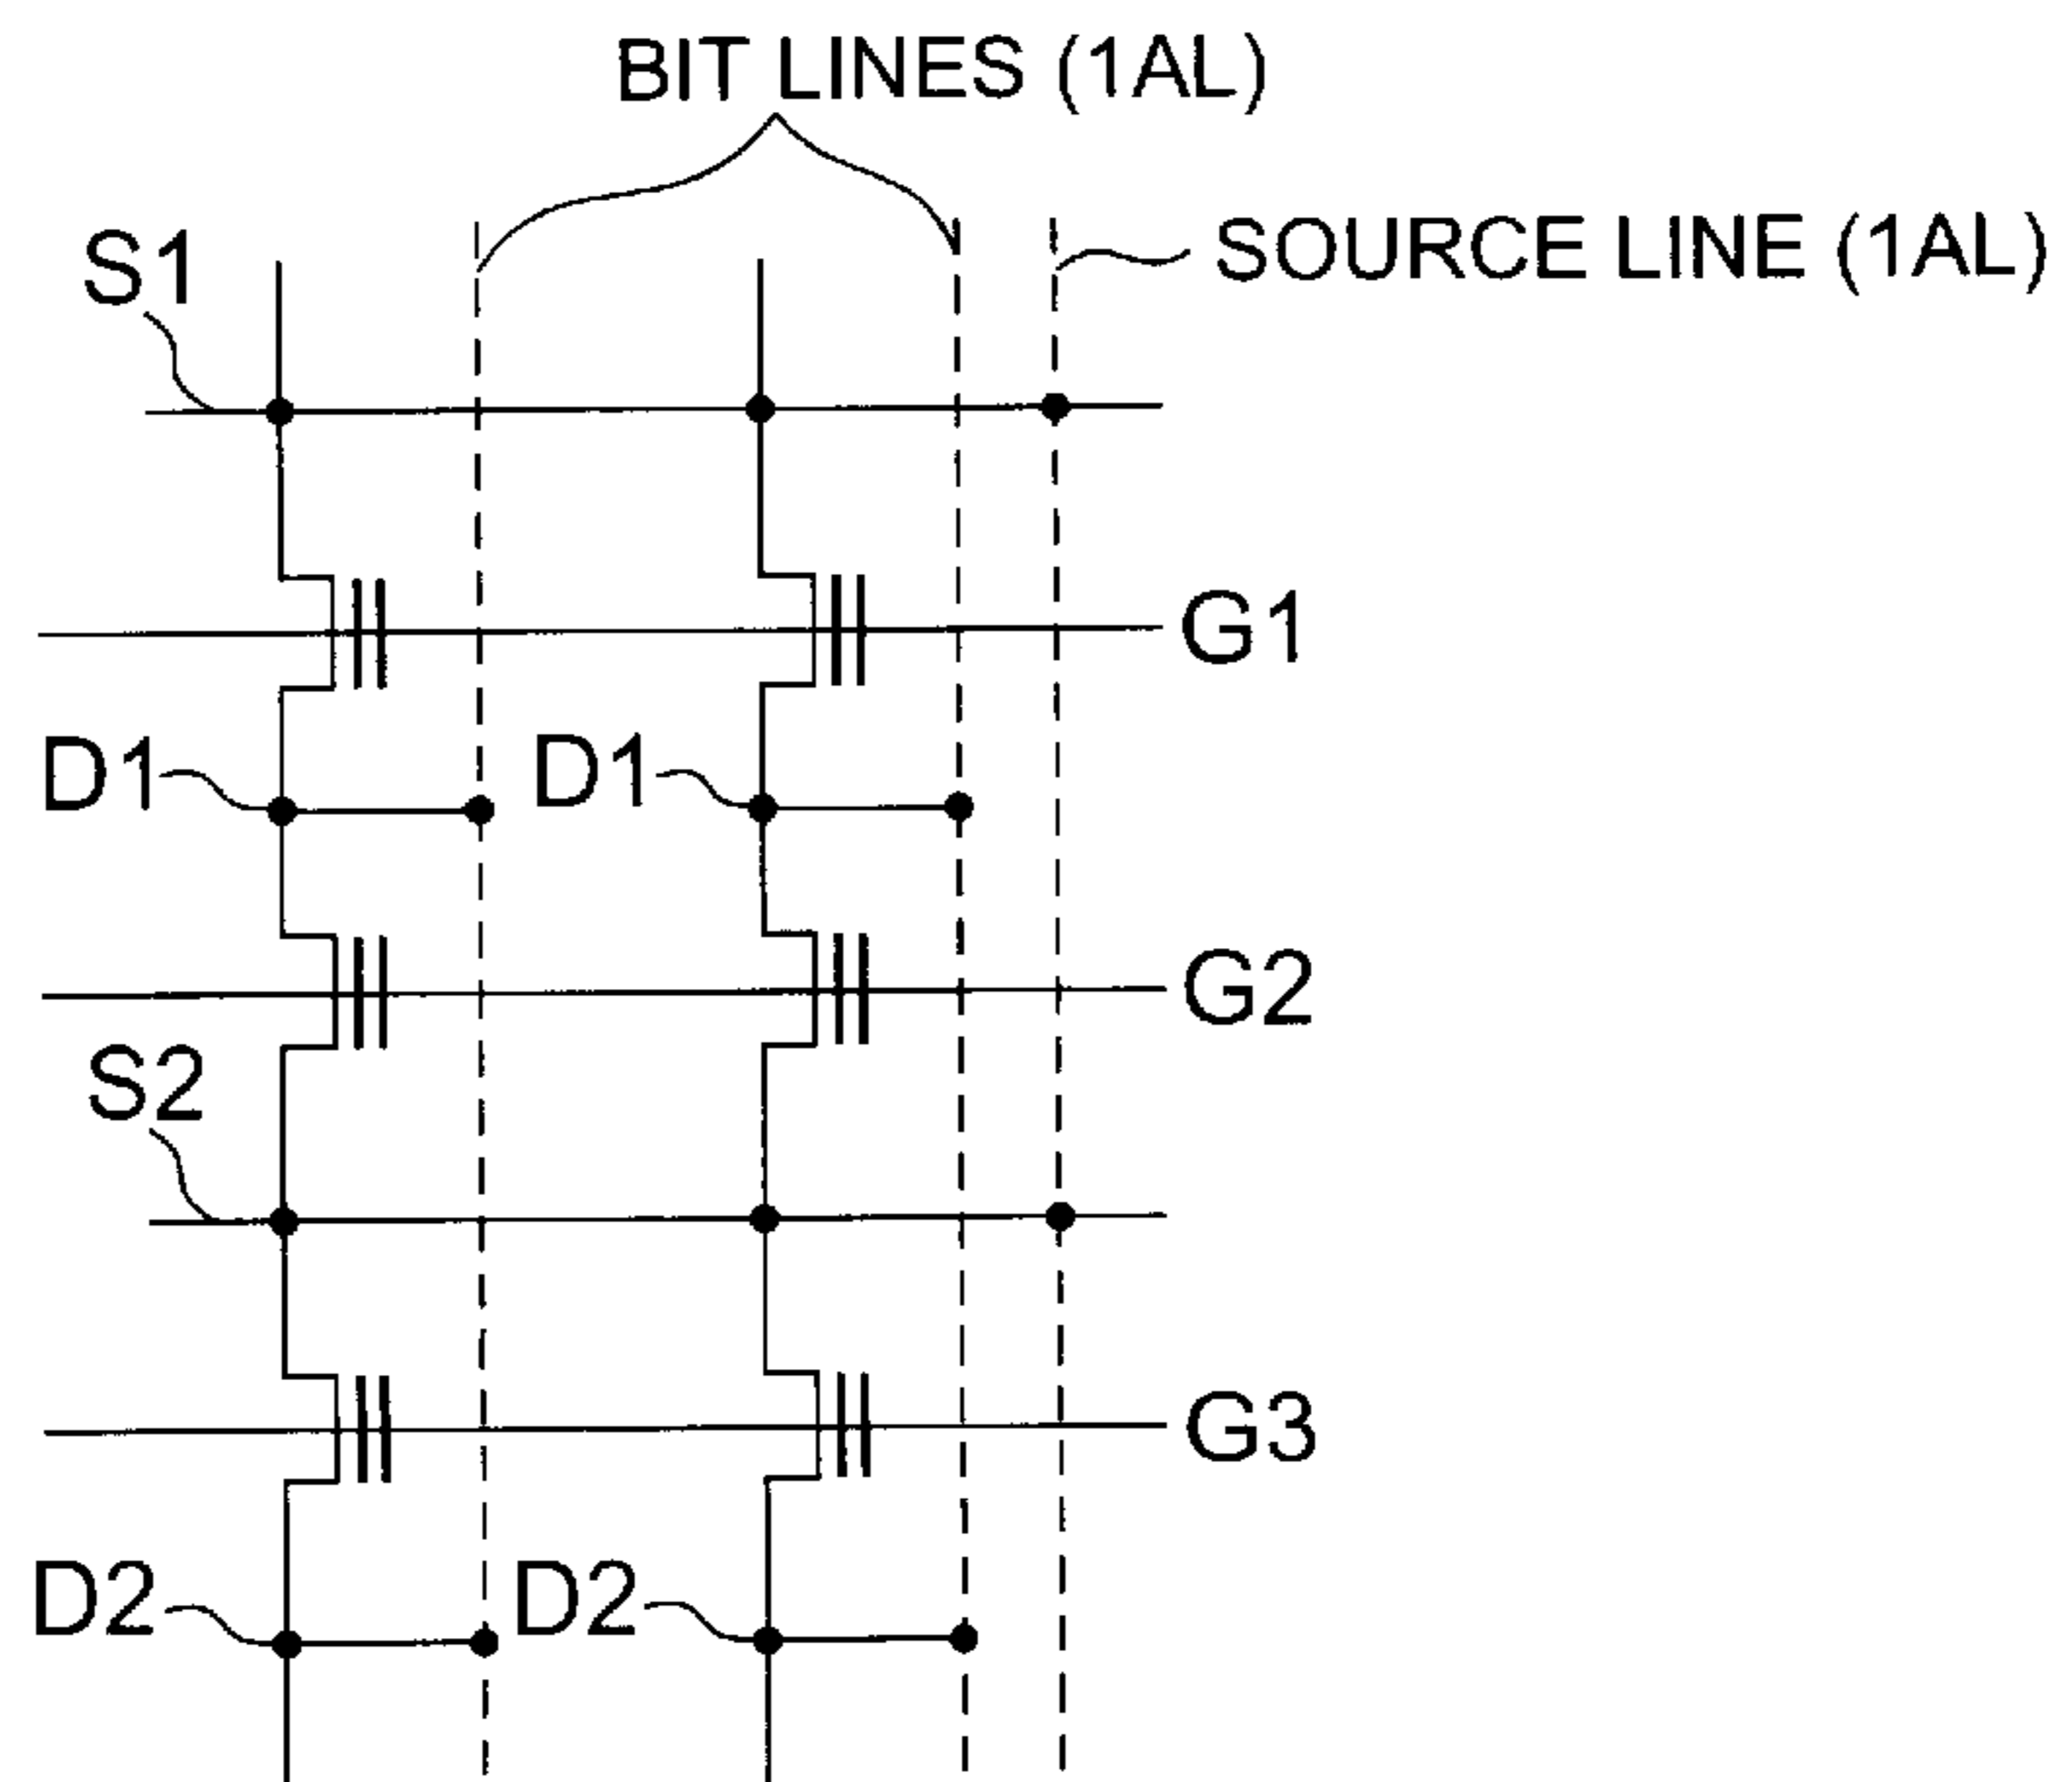 BIT LINES (1AL)
S1
SOURCE LINE (1AL)
G1
D1
D1
G2
S2
G3
D2
D2